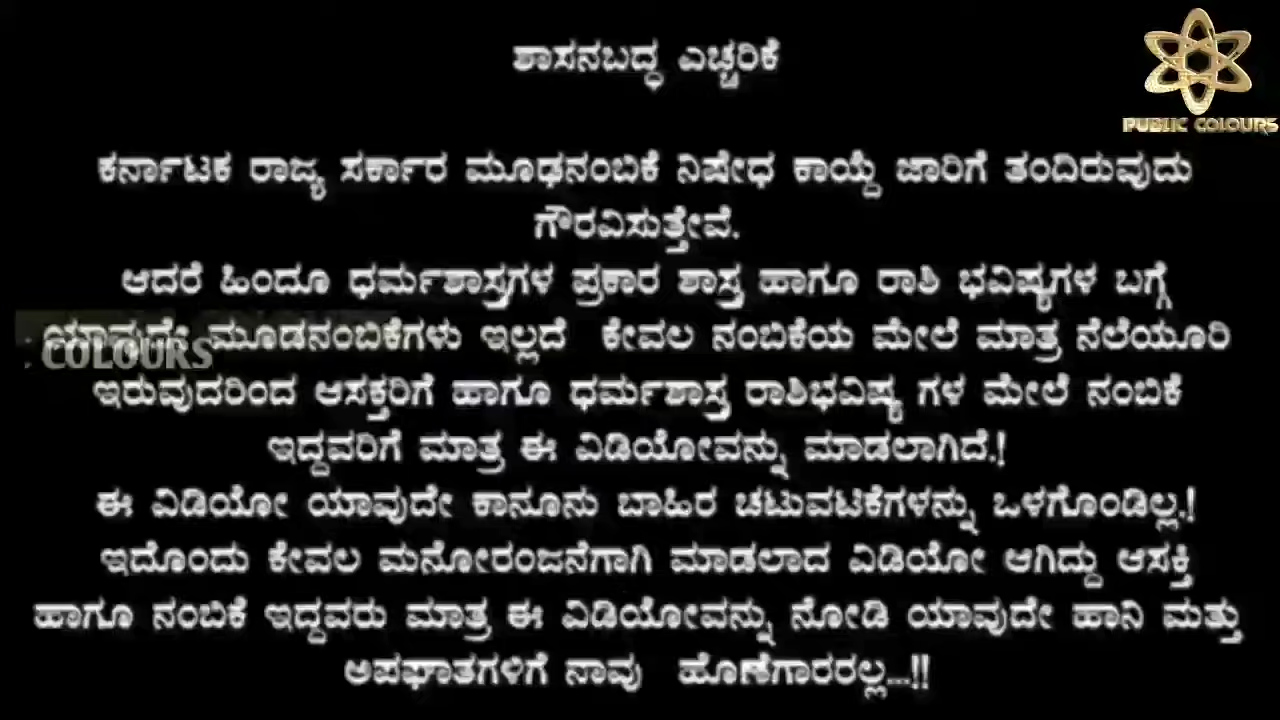 ಶಾಸನಬದ್ಧ ಎಚ್ಚರಿಕೆ
PUBLIC COLOURS
ಕರ್ನಾಟಕ ರಾಜ್ಯ ಸರ್ಕಾರ ಮೂಢನಂಬಿಕೆ ನಿಷೇಧ ಕಾಯ್ದೆ ಜಾರಿಗೆ ತಂದಿರುವುದು
ಗೌರವಿಸುತ್ತೇವೆ.
ಆದರೆ ಹಿಂದೂ ಧರ್ಮಶಾಸ್ತ್ರಗಳ ಪ್ರಕಾರ ಶಾಸ್ತ್ರ ಹಾಗೂ ರಾಶಿ ಭವಿಷ್ಯಗಳ ಬಗ್ಗೆ
ಯಾವುದೇ ಮೂಡನಂಬಿಕೆಗಳು ಇಲ್ಲದೆ ಕೇವಲ ನಂಬಿಕೆಯ ಮೇಲೆ ಮಾತ್ರ ನೆಲೆಯೂರಿ
COLOURS
ಇರುವುದರಿಂದ ಆಸಕ್ತರಿಗೆ ಹಾಗೂ ಧರ್ಮಶಾಸ್ತ್ರ ರಾಶಿಭವಿಷ್ಯ ಗಳ ಮೇಲೆ ನಂಬಿಕೆ
ಇದ್ದವರಿಗೆ ಮಾತ್ರ ಈ ವಿಡಿಯೋವನ್ನು ಮಾಡಲಾಗಿದೆ.!
ಈ ವಿಡಿಯೋ ಯಾವುದೇ ಕಾನೂನು ಬಾಹಿರ ಚಟುವಟಿಕೆಗಳನ್ನು ಒಳಗೊಂಡಿಲ್ಲ.!
ಇದೊಂದು ಕೇವಲ ಮನೋರಂಜನೆಗಾಗಿ ಮಾಡಲಾದ ವಿಡಿಯೋ ಆಗಿದ್ದು ಆಸಕ್ತಿ
ಹಾಗೂ ನಂಬಿಕೆ ಇದ್ದವರು ಮಾತ್ರ ಈ ವಿಡಿಯೋವನ್ನು ನೋಡಿ ಯಾವುದೇ ಹಾನಿ ಮತ್ತು
ಅಪಘಾತಗಳಿಗೆ ನಾವು ಹೊಣೆಗಾರರಲ್ಲ...!!